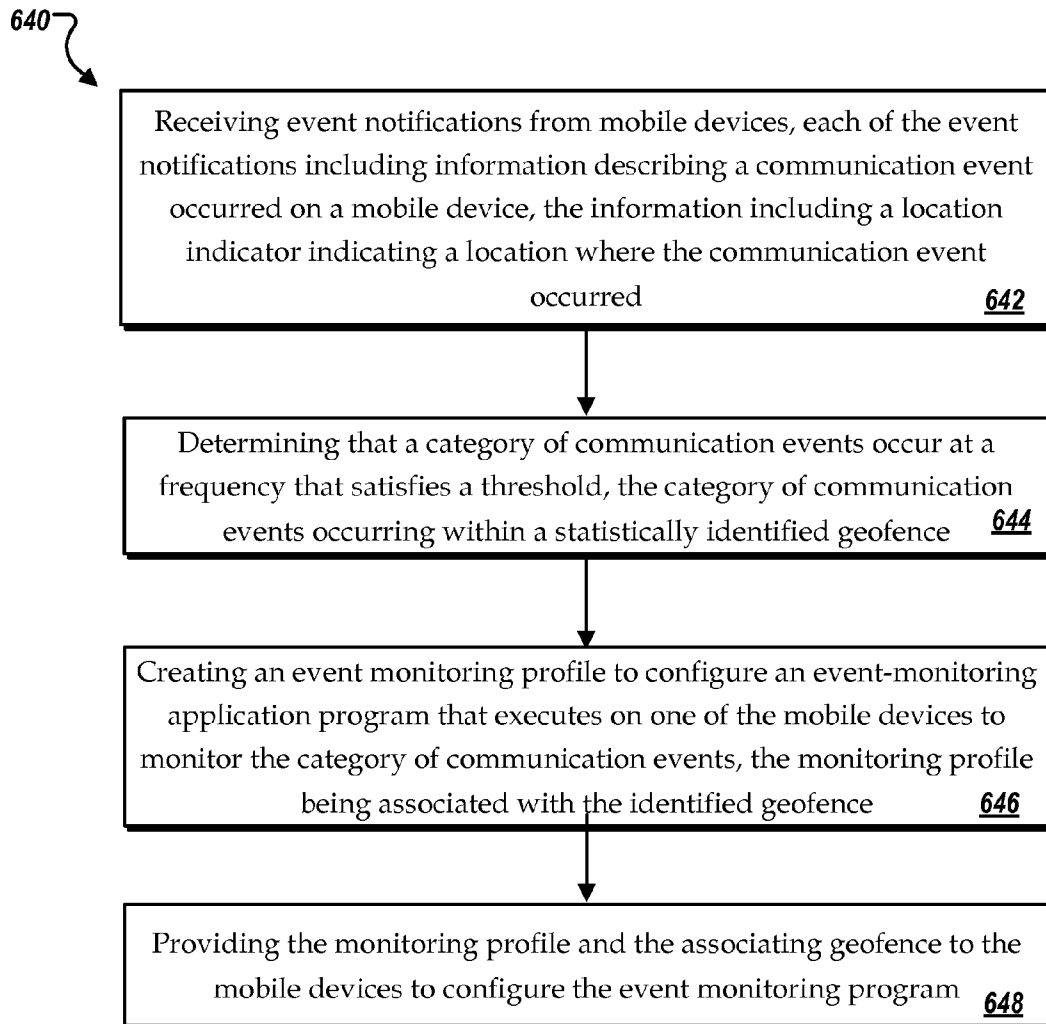 640
Receiving event notifications from mobile devices, each of the event
notifications including information describing a communication event
occurred on a mobile device, the information including a location
indicator indicating a location where the communication event
occurred
642
Determining that a category of communication events occur at a
frequency that satisfies a threshold, the category of communication
events occurring within a statistically identified geofence
644
Creating an event monitoring profile to configure an event-monitoring
application program that executes on one of the mobile devices to
monitor the category of communication events, the monitoring profile
being associated with the identified geofence
646
Providing the monitoring profile and the associating geofence to the
mobile devices to configure the event monitoring program
648